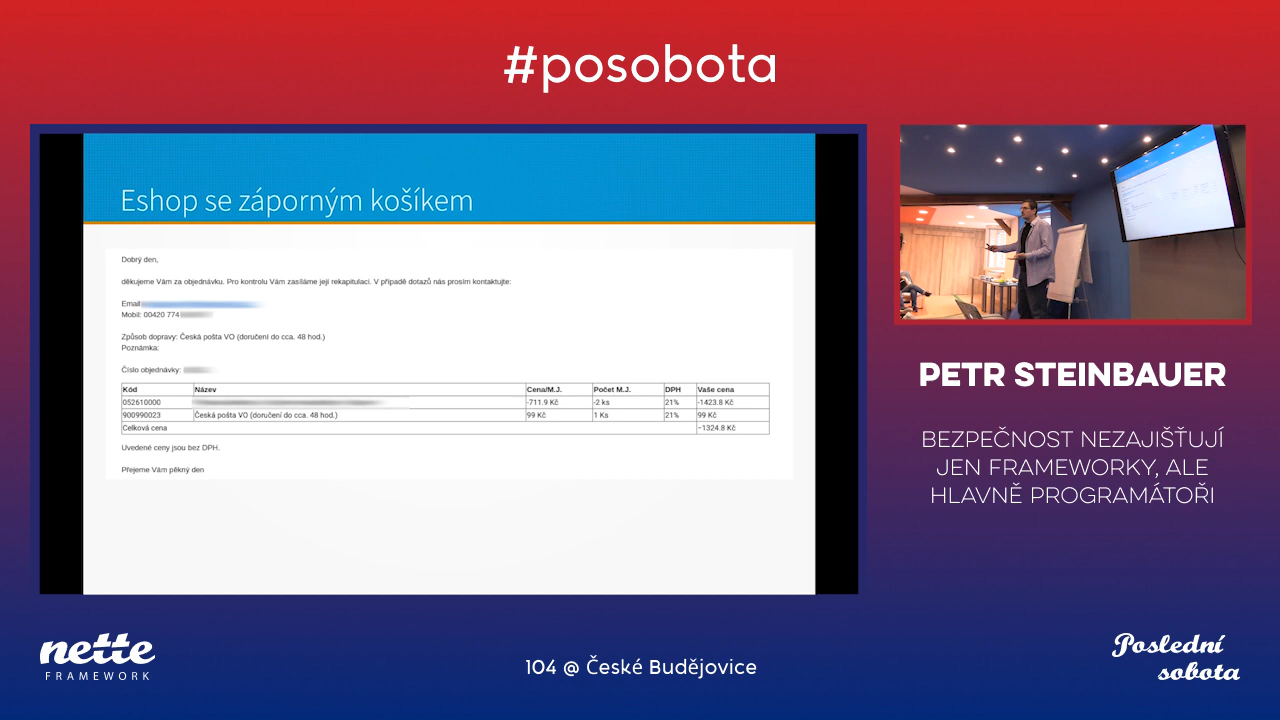 #posobota
Eshop se záporným košíkem
Dobrý den,
děkujeme Vám za objednávku. Pro kontrolu Vám zasíláme její rekapitulaci. V případě dotazů nás prosím kontaktujte:
Email
Mobil: 00420 774
Způsob dopravy: Česká pošta VO (doručení do cca. 48 hod.)
Poznámka:
Číslo objednávky:
Kód Název Cena/M.J. Počet M.J. DPH Vaše cena
052610000 -711.9 Kč -2 ks 21% -1423.8 Kč
900990023 Česká pošta VO (doručení do cca. 48 hod.) 99 Kč 1 Ks 21% 99 Kč
Celková cena −1324.8 Kč
Uvedené ceny jsou bez DPH.
Přejeme Vám pěkný den
PETR STEINBAUER
BEZPEČNOST NEZAJIŠŤUJÍ
JEN FRAMEWORKY, ALE
HLAVNĚ PROGRAMÁTOŘI
nette
FRAMEWORK
104 @ České Budějovice
Poslední
sobota